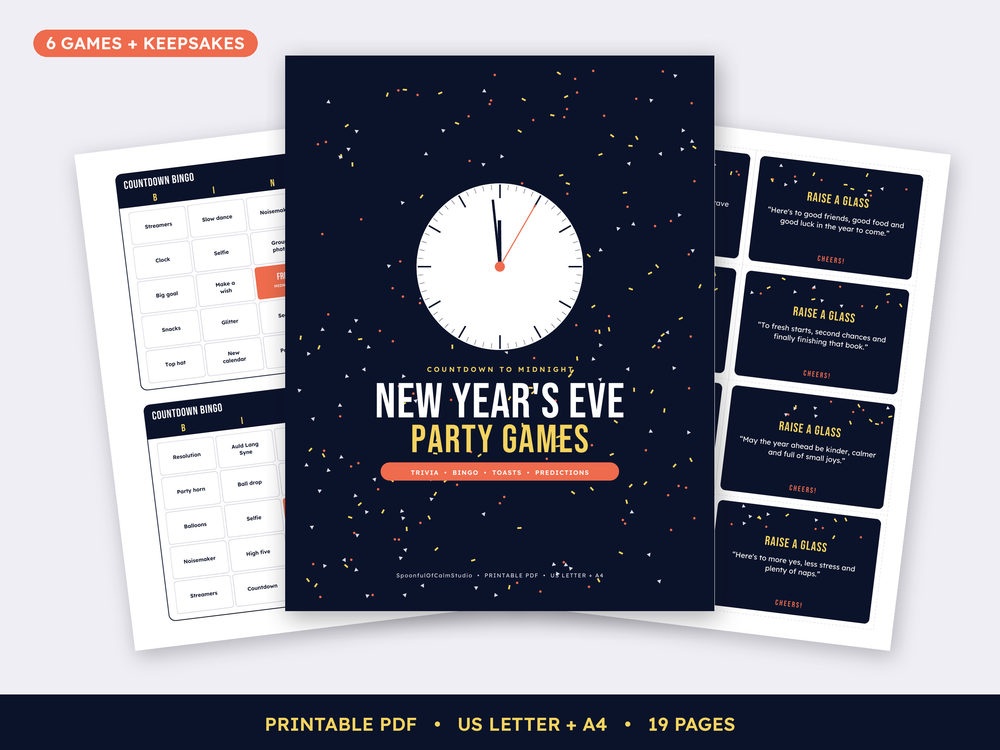 6 GAMES + KEEPSAKES
COUNTDOWN BINGO
B I N
Streamers
Slow dance
Clock
Selfie
Big goal
Make a
wish
Snacks
Glitter
Top hat
New
calendar
COUNTDOWN BINGO
B I
Resolution
Auld Lang
Syne
Party horn
Ball drop
Balloons
Selfie
Noisemaker
High five
Streamers
Countdown
COUNTDOWN TO MIDNIGHT
NEW YEAR'S EVE
PARTY GAMES
TRIVIA • BINGO • TOASTS • PREDICTIONS
SpoonfulOfCalmStudio • PRINTABLE PDF • US LETTER + A4
RAISE A GLASS
"Here's to good friends, good food and
good luck in the year to come."
CHEERS!
RAISE A GLASS
"To fresh starts, second chances and
finally finishing that book."
CHEERS!
RAISE A GLASS
"May the year ahead be kinder, calmer
and full of small joys."
CHEERS!
RAISE A GLASS
"Here's to more yes, less stress and
plenty of naps."
CHEERS!
PRINTABLE PDF • US LETTER + A4 • 19 PAGES